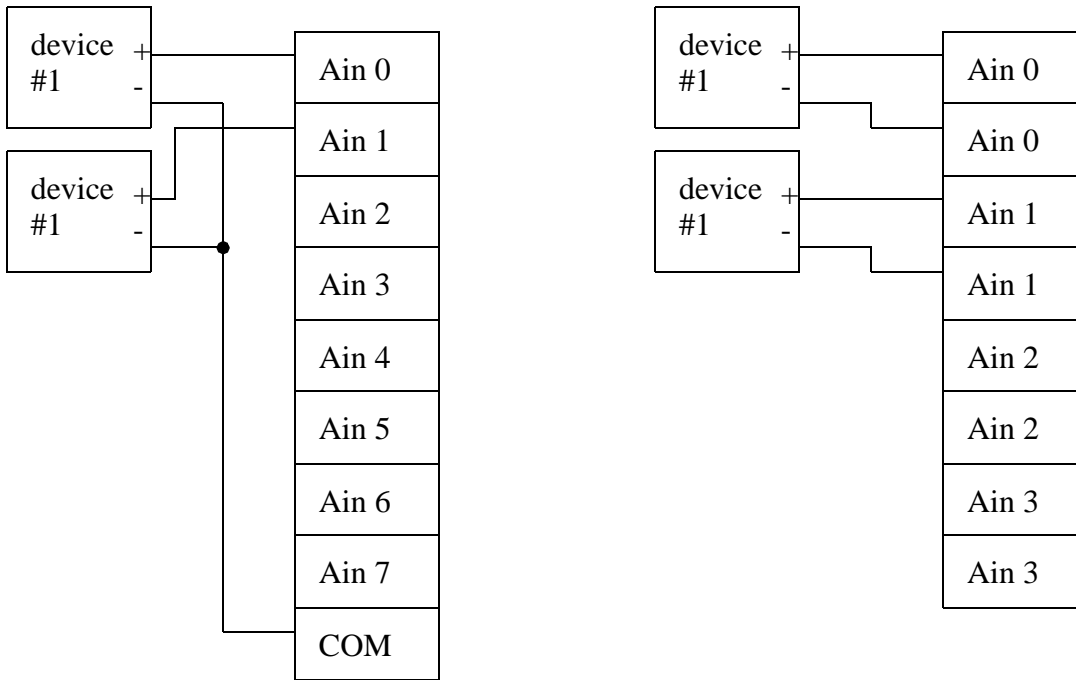 device +
#1 -
device +
#1 -
Ain 0
Ain 1
Ain 2
Ain 3
Ain 4
Ain 5
Ain 6
Ain 7
COM
device +
#1 -
device +
#1 -
Ain 0
Ain 0
Ain 1
Ain 1
Ain 2
Ain 2
Ain 3
Ain 3